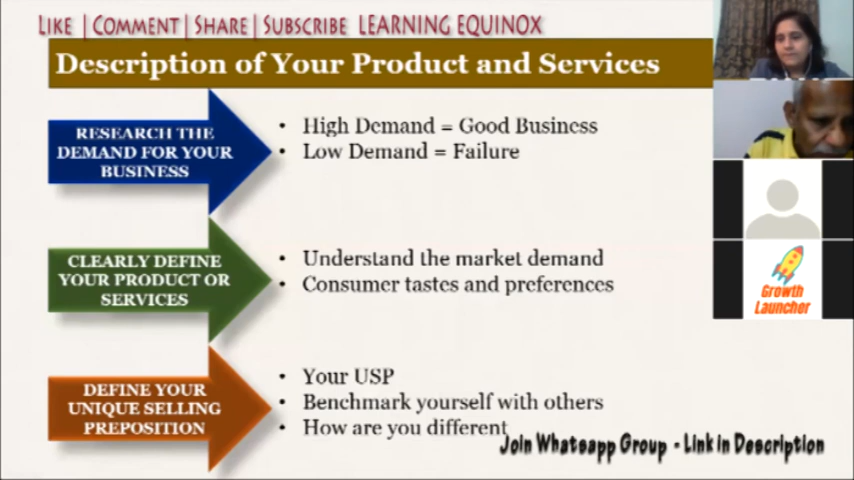 LIKE | COMMENT | SHARE | SUBSCRIBE LEARNING EQUINOX
Description of Your Product and Services
RESEARCH THE
DEMAND FOR YOUR
BUSINESS
• High Demand = Good Business
• Low Demand = Failure
CLEARLY DEFINE
YOUR PRODUCT OR
SERVICES
• Understand the market demand
• Consumer tastes and preferences
DEFINE YOUR
UNIQUE SELLING
PREPOSITION
• Your USP
• Benchmark yourself with others
• How are you different
Join Whatsapp Group - Link in Description
Growth
Launcher